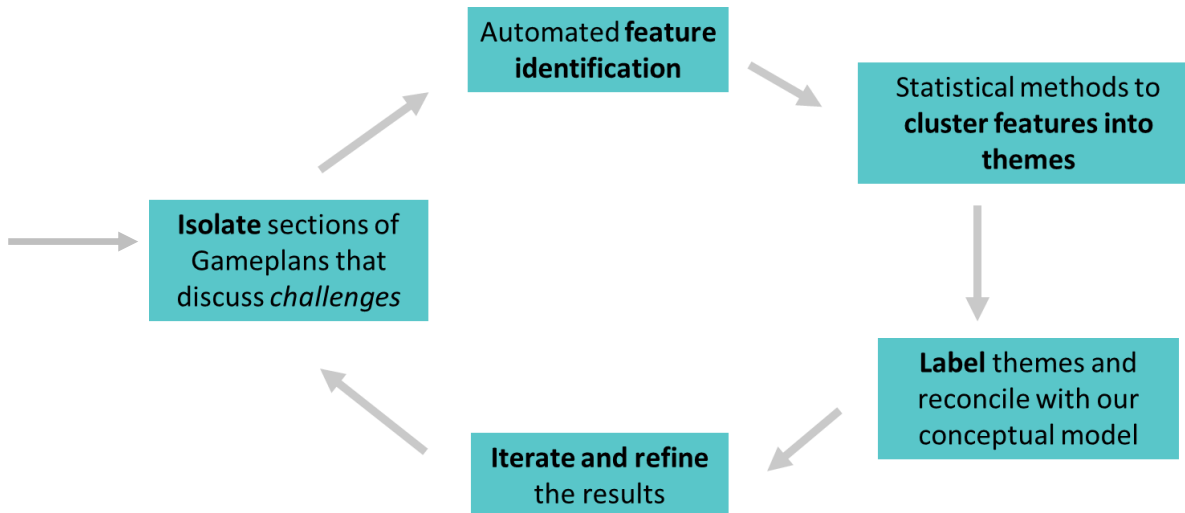 Automated feature
identification
Statistical methods to
cluster features into
themes
Isolate sections of
Gameplans that
discuss challenges
Label themes and
reconcile with our
conceptual model
Iterate and refine
the results